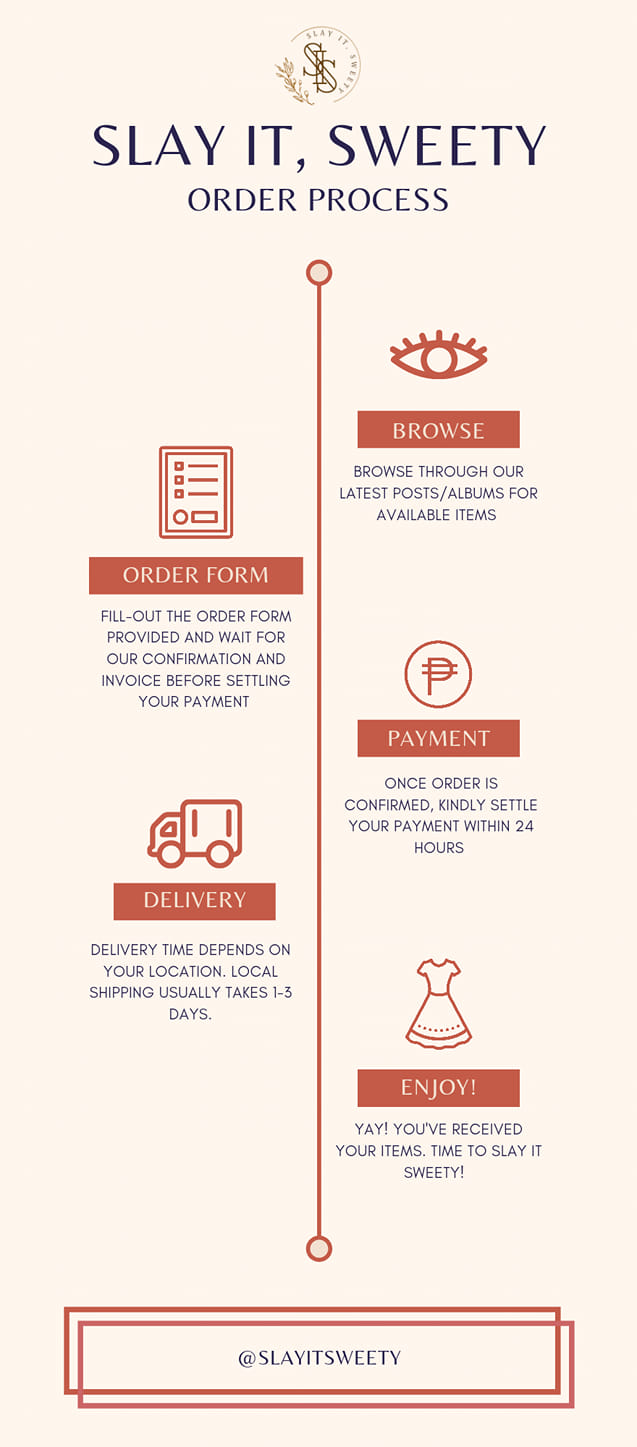 SLAY IT, SWEETY
SIS
SLAY IT, SWEETY
ORDER PROCESS
BROWSE
BROWSE THROUGH OUR
LATEST POSTS/ALBUMS FOR
AVAILABLE ITEMS
ORDER FORM
FILL-OUT THE ORDER FORM
PROVIDED AND WAIT FOR
OUR CONFIRMATION AND
INVOICE BEFORE SETTLING
YOUR PAYMENT
₱
PAYMENT
ONCE ORDER IS
CONFIRMED, KINDLY SETTLE
YOUR PAYMENT WITHIN 24
HOURS
DELIVERY
DELIVERY TIME DEPENDS ON
YOUR LOCATION. LOCAL
SHIPPING USUALLY TAKES 1-3
DAYS.
ENJOY!
YAY! YOU'VE RECEIVED
YOUR ITEMS. TIME TO SLAY IT
SWEETY!
@SLAYITSWEETY